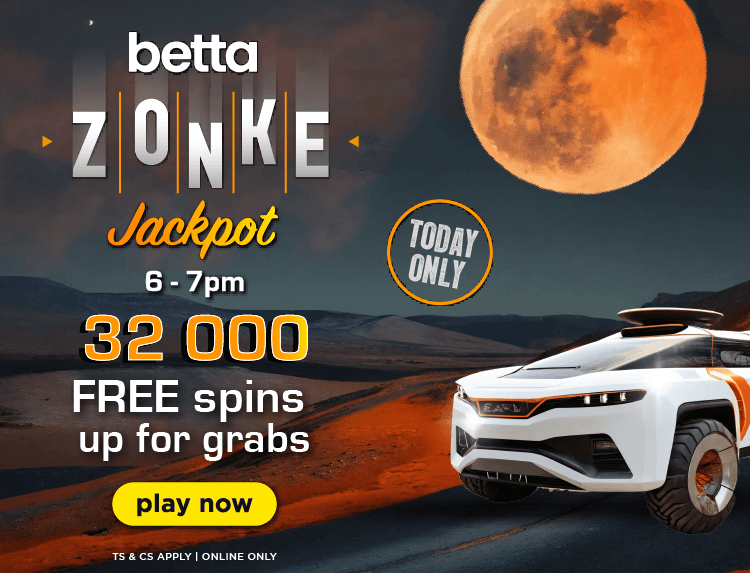 betta
ZONKE
Jackpot
6 - 7pm
TODAY
ONLY
32 000
FREE spins
up for grabs
play now
TS & CS APPLY | ONLINE ONLY